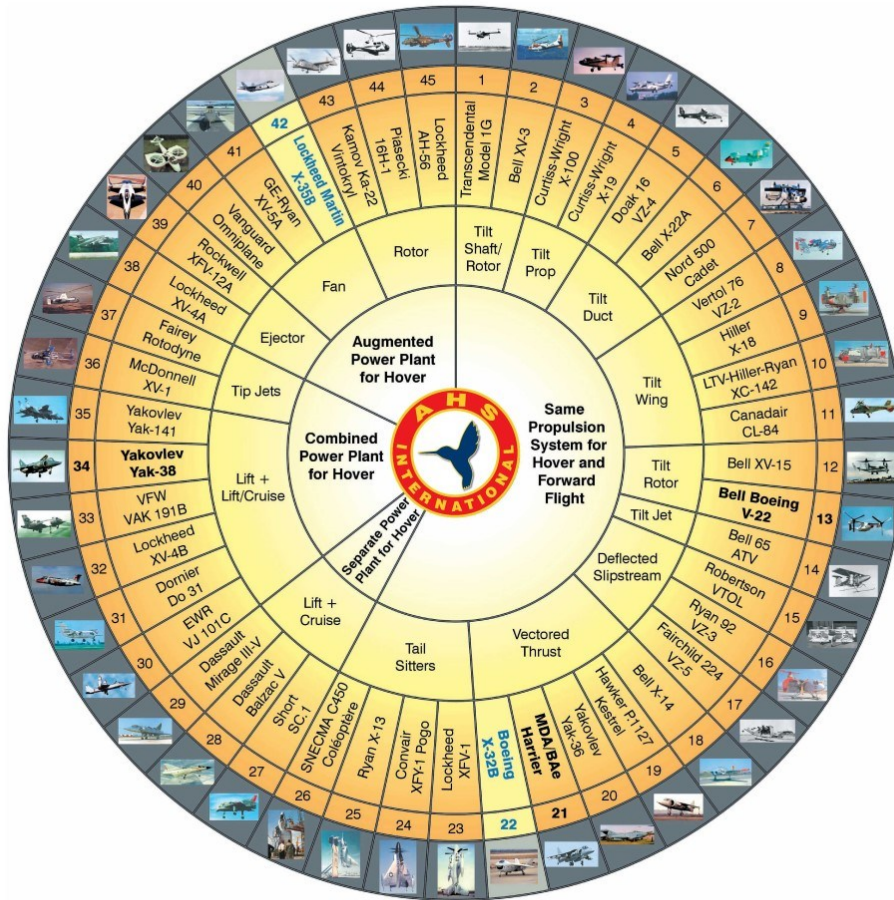 AHS
INTERNATIONAL
Same
Propulsion
System for
Hover and
Forward
Flight
Separate Power
Plant for Hover
Combined
Power Plant
for Hover
Augmented
Power Plant
for Hover
Tilt
Shaft/
Rotor
Tilt
Prop
Tilt
Duct
Tilt
Wing
Tilt
Rotor
Tilt Jet
Deflected
Slipstream
Vectored
Thrust
Tail
Sitters
Lift +
Cruise
Lift +
Lift/Cruise
Tip Jets
Ejector
Fan
Rotor
1
Transcendental
Model 1G
2
Bell XV-3
3
Curtiss-Wright
X-100
4
Curtiss-Wright
X-19
5
Doak 16
VZ-4
6
Bell X-22A
7
Nord 500
Cadet
8
Vertol 76
VZ-2
9
Hiller
X-18
10
LTV-Hiller-Ryan
XC-142
11
Canadair
CL-84
12
Bell XV-15
13
Bell Boeing
V-22
14
Bell 65
ATV
15
Robertson
VTOL
16
Ryan 92
VZ-3
17
Fairchild 224
VZ-5
18
Bell X-14
19
Hawker P.1127
Kestrel
20
Yakovlev
Yak-36
21
MDA/BAe
Harrier
22
Boeing
X-32B
23
Lockheed
XFV-1
24
Convair
XFY-1 Pogo
25
Ryan X-13
26
SNECMA C450
Coléoptère
27
Short
SC.1
28
Dassault
Balzac V
29
Dassault
Mirage III-V
30
EWR
VJ 101C
31
Dornier
Do 31
32
Lockheed
XV-4B
33
VFW
VAK 191B
34
Yakovlev
Yak-38
35
Yakovlev
Yak-141
36
McDonnell
XV-1
37
Fairey
Rotodyne
38
Lockheed
XV-4A
39
Rockwell
XFV-12A
40
Vanguard
Omniplane
41
GE-Ryan
XV-5A
42
Lockheed Martin
X-35B
43
Kamov Ka-22
Vintokryl
44
Piasecki
16H-1
45
Lockheed
AH-56